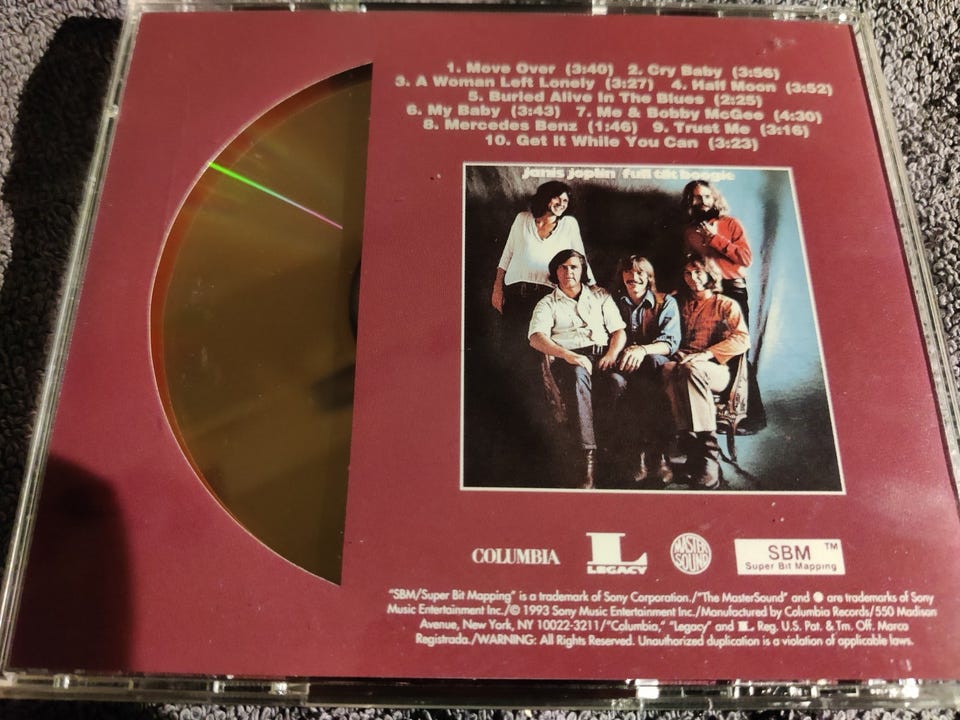 1. Move Over (3:40) 2. Cry Baby (3:56)
3. A Woman Left Lonely (3:27) 4. Half Moon (3:52)
5. Buried Alive In The Blues (2:25)
6. My Baby (3:43) 7. Me & Bobby McGee (4:30)
8. Mercedes Benz (1:46) 9. Trust Me (3:16)
10. Get It While You Can (3:23)
janis joplin full tilt boogie
COLUMBIA
L
LEGACY
MASTER
SOUND
SBM™
Super Bit Mapping
"SBM/Super Bit Mapping" is a trademark of Sony Corporation./"The MasterSound" and are trademarks of Sony
Music Entertainment Inc./© 1993 Sony Music Entertainment Inc./Manufactured by Columbia Records/550 Madison
Avenue, New York, NY 10022-3211/"Columbia," "Legacy" and L Reg. U.S. Pat. & Tm. Off. Marca
Registrada./WARNING: All Rights Reserved. Unauthorized duplication is a violation of applicable laws.